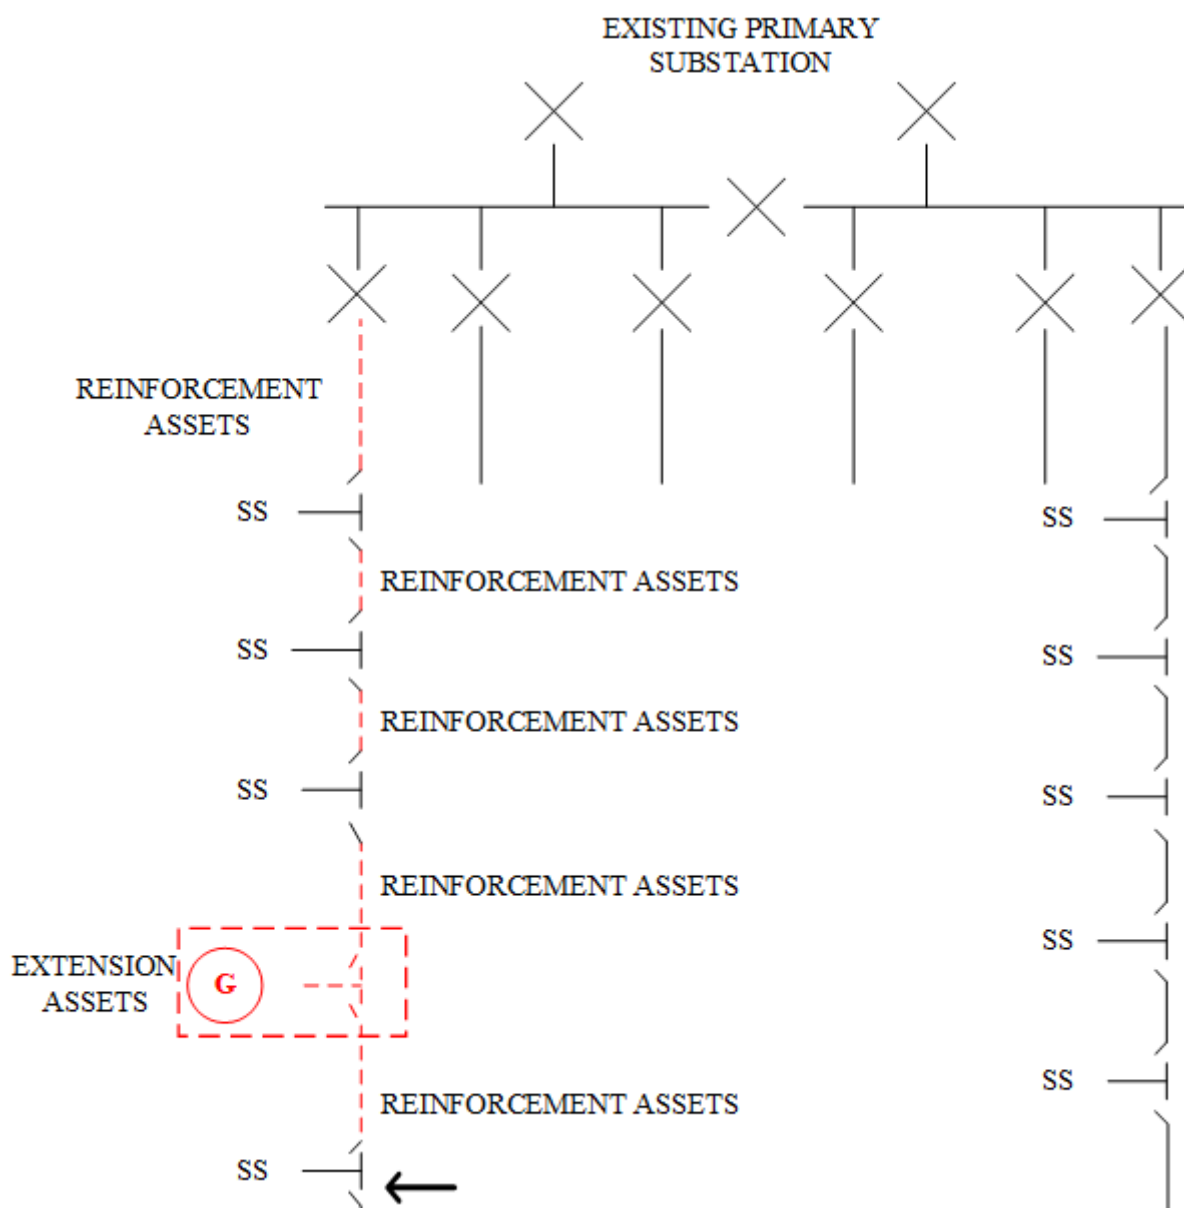 EXISTING PRIMARY
SUBSTATION
REINFORCEMENT
ASSETS
SS
SS
REINFORCEMENT ASSETS
SS
SS
REINFORCEMENT ASSETS
SS
SS
REINFORCEMENT ASSETS
SS
EXTENSION
ASSETS
G
SS
REINFORCEMENT ASSETS
SS